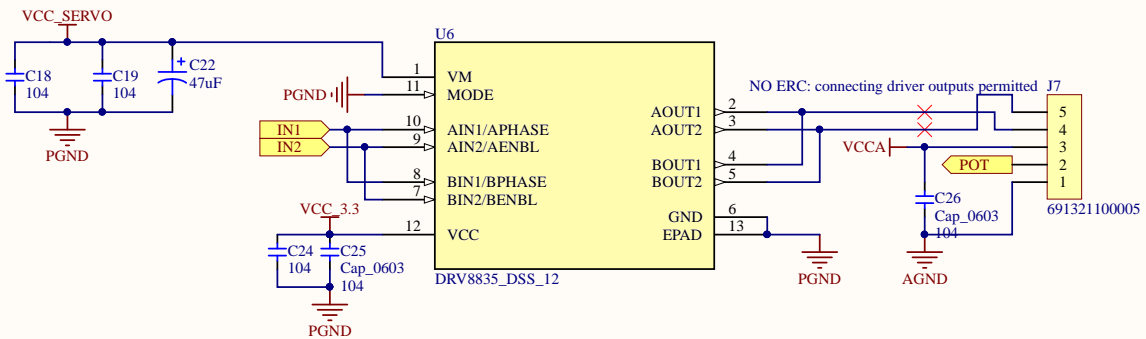 VCC_SERVO
C18
104
C19
104
C22
47uF
PGND
U6
1
VM
11
MODE
PGND
IN1
10
AIN1/APHASE
IN2
9
AIN2/AENBL
8
BIN1/BPHASE
7
BIN2/BENBL
VCC_3.3
12
VCC
C24
104
C25
Cap_0603
104
PGND
AOUT1
2
AOUT2
3
BOUT1
4
BOUT2
5
GND
6
EPAD
13
DRV8835_DSS_12
PGND
NO ERC: connecting driver outputs permitted
J7
5
4
VCCA
3
POT
2
1
C26
Cap_0603
104
691321100005
AGND